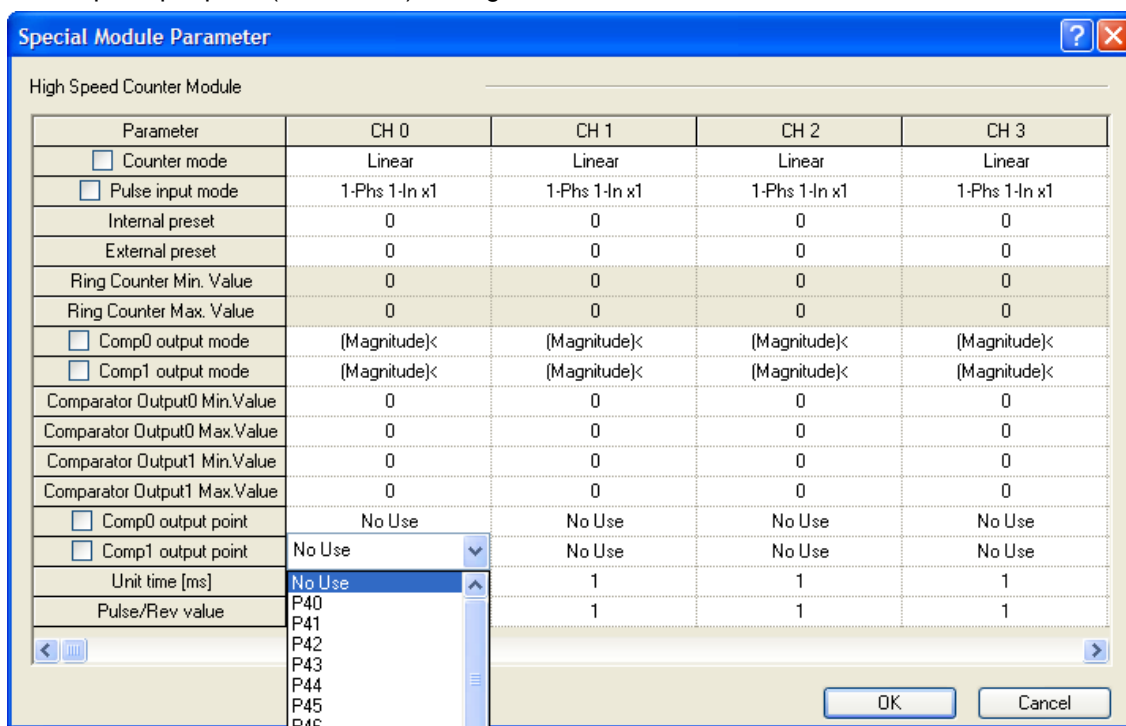 Special Module Parameter
High Speed Counter Module
Parameter CH 0 CH 1 CH 2 CH 3
Counter mode Linear Linear Linear Linear
Pulse input mode 1-Phs 1-In x1 1-Phs 1-In x1 1-Phs 1-In x1 1-Phs 1-In x1
Internal preset 0 0 0 0
External preset 0 0 0 0
Ring Counter Min. Value 0 0 0 0
Ring Counter Max. Value 0 0 0 0
Comp0 output mode (Magnitude)< (Magnitude)< (Magnitude)< (Magnitude)<
Comp1 output mode (Magnitude)< (Magnitude)< (Magnitude)< (Magnitude)<
Comparator Output0 Min.Value 0 0 0 0
Comparator Output0 Max.Value 0 0 0 0
Comparator Output1 Min.Value 0 0 0 0
Comparator Output1 Max.Value 0 0 0 0
Comp0 output point No Use No Use No Use No Use
Comp1 output point No Use No Use No Use No Use
Unit time [ms] No Use 1 1 1
P40
Pulse/Rev value 1 1 1
P41
P42
P43
P44
P45
OK Cancel